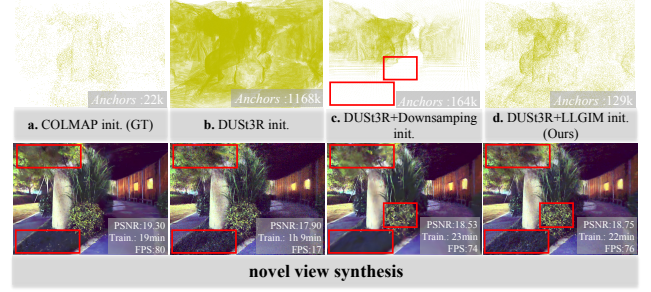 Anchors :22k
Anchors :1168k
Anchors :164k
Anchors :129k
a. COLMAP init. (GT)
b. DUSt3R init.
c. DUSt3R+Downsamping
init.
d. DUSt3R+LLGIM init.
(Ours)
PSNR:19.30
Train.: 19min
FPS:80
PSNR:17.90
Train.: 1h 9min
FPS:17
PSNR:18.53
Train.: 23min
FPS:74
PSNR:18.75
Train.: 22min
FPS:76
novel view synthesis